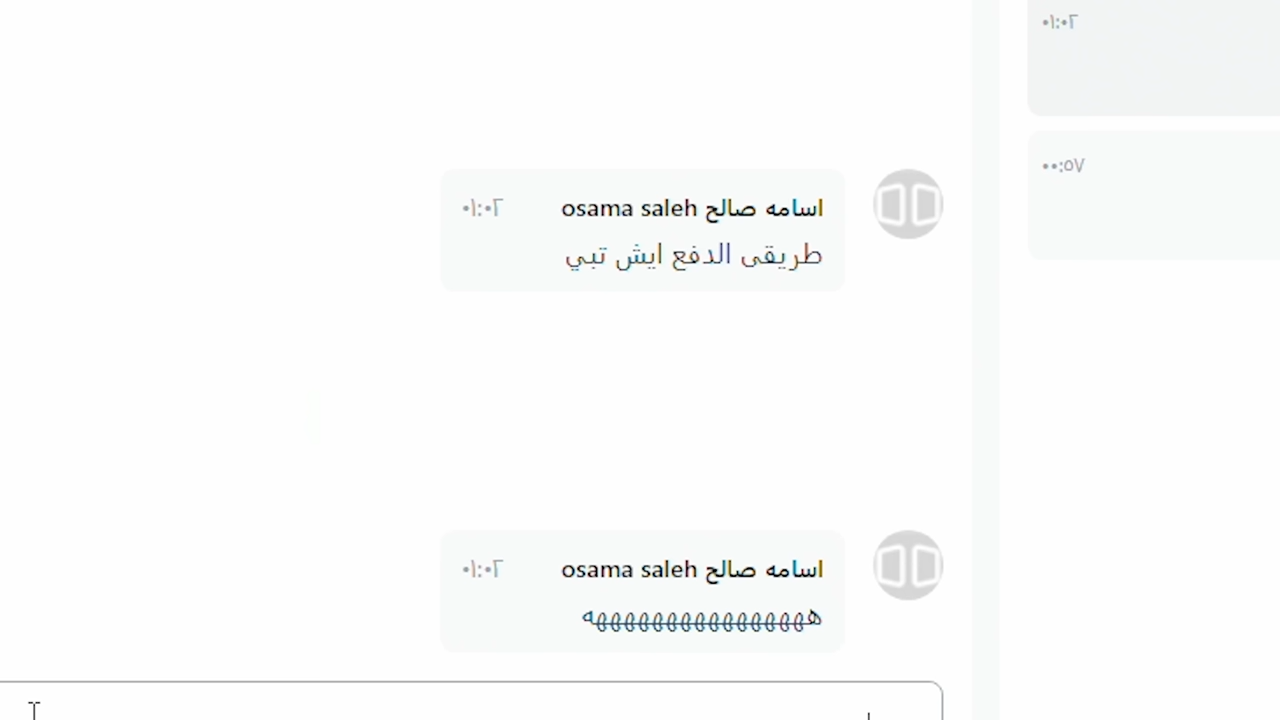 ٠١:٠٢
٠٠:٥٧
اسامه صالح osama saleh ٠١:٠٢
طريقى الدفع ايش تبي
اسامه صالح osama saleh ٠١:٠٢
ههههههههههههههههه